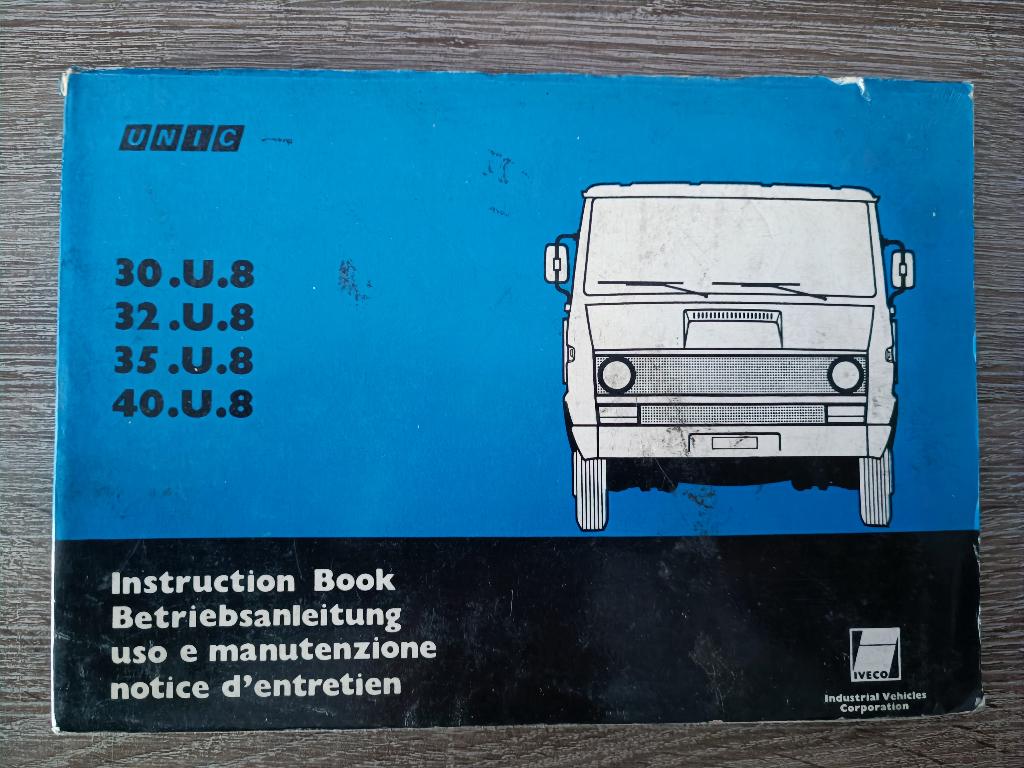 UNIC
30.U.8
32.U.8
35.U.8
40.U.8
Instruction Book
Betriebsanleitung
uso e manutenzione
notice d'entretien
IVECO
Industrial Vehicles
Corporation